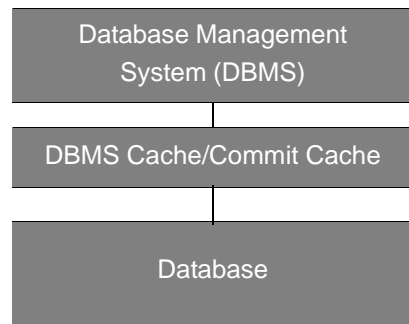 Database Management
System (DBMS)
DBMS Cache/Commit Cache
Database